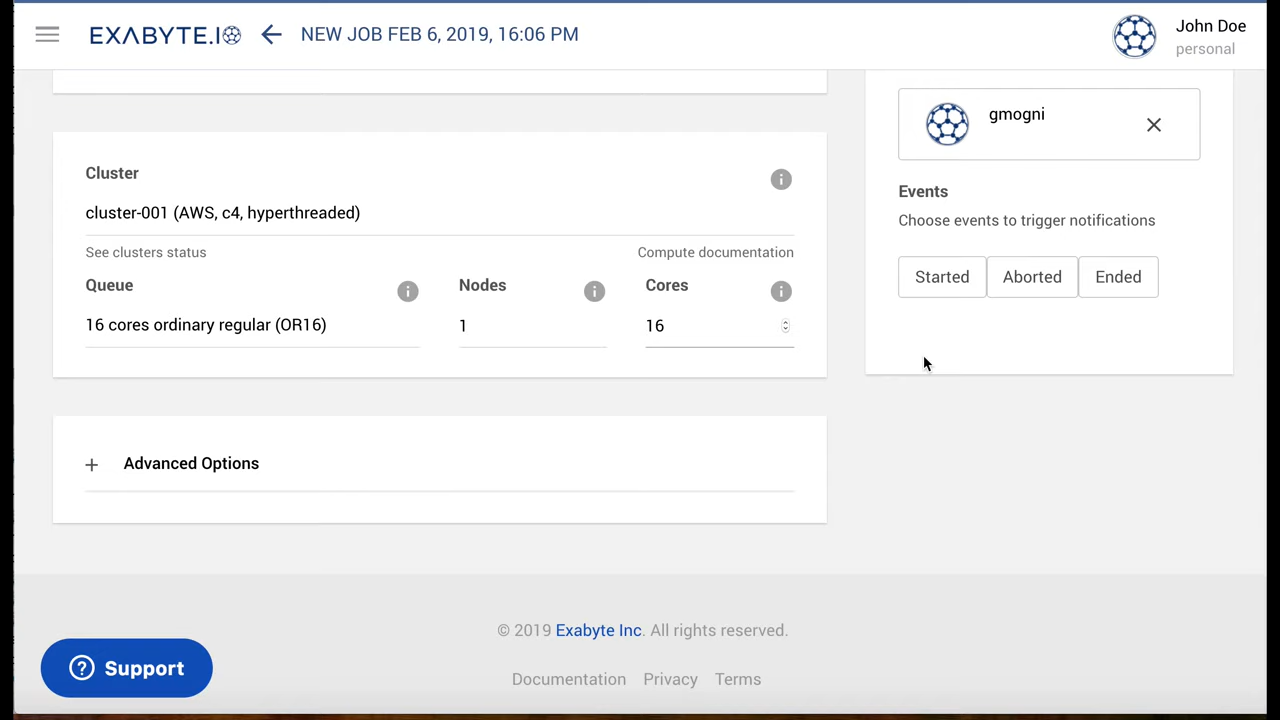 EXABYTE.IO
NEW JOB FEB 6, 2019, 16:06 PM
John Doe
personal
gmogni
Cluster
cluster-001 (AWS, c4, hyperthreaded)
See clusters status
Compute documentation
Queue
Nodes
Cores
16 cores ordinary regular (OR16)
1
16
Events
Choose events to trigger notifications
Started
Aborted
Ended
+ Advanced Options
© 2019 Exabyte Inc. All rights reserved.
Documentation Privacy Terms
? Support